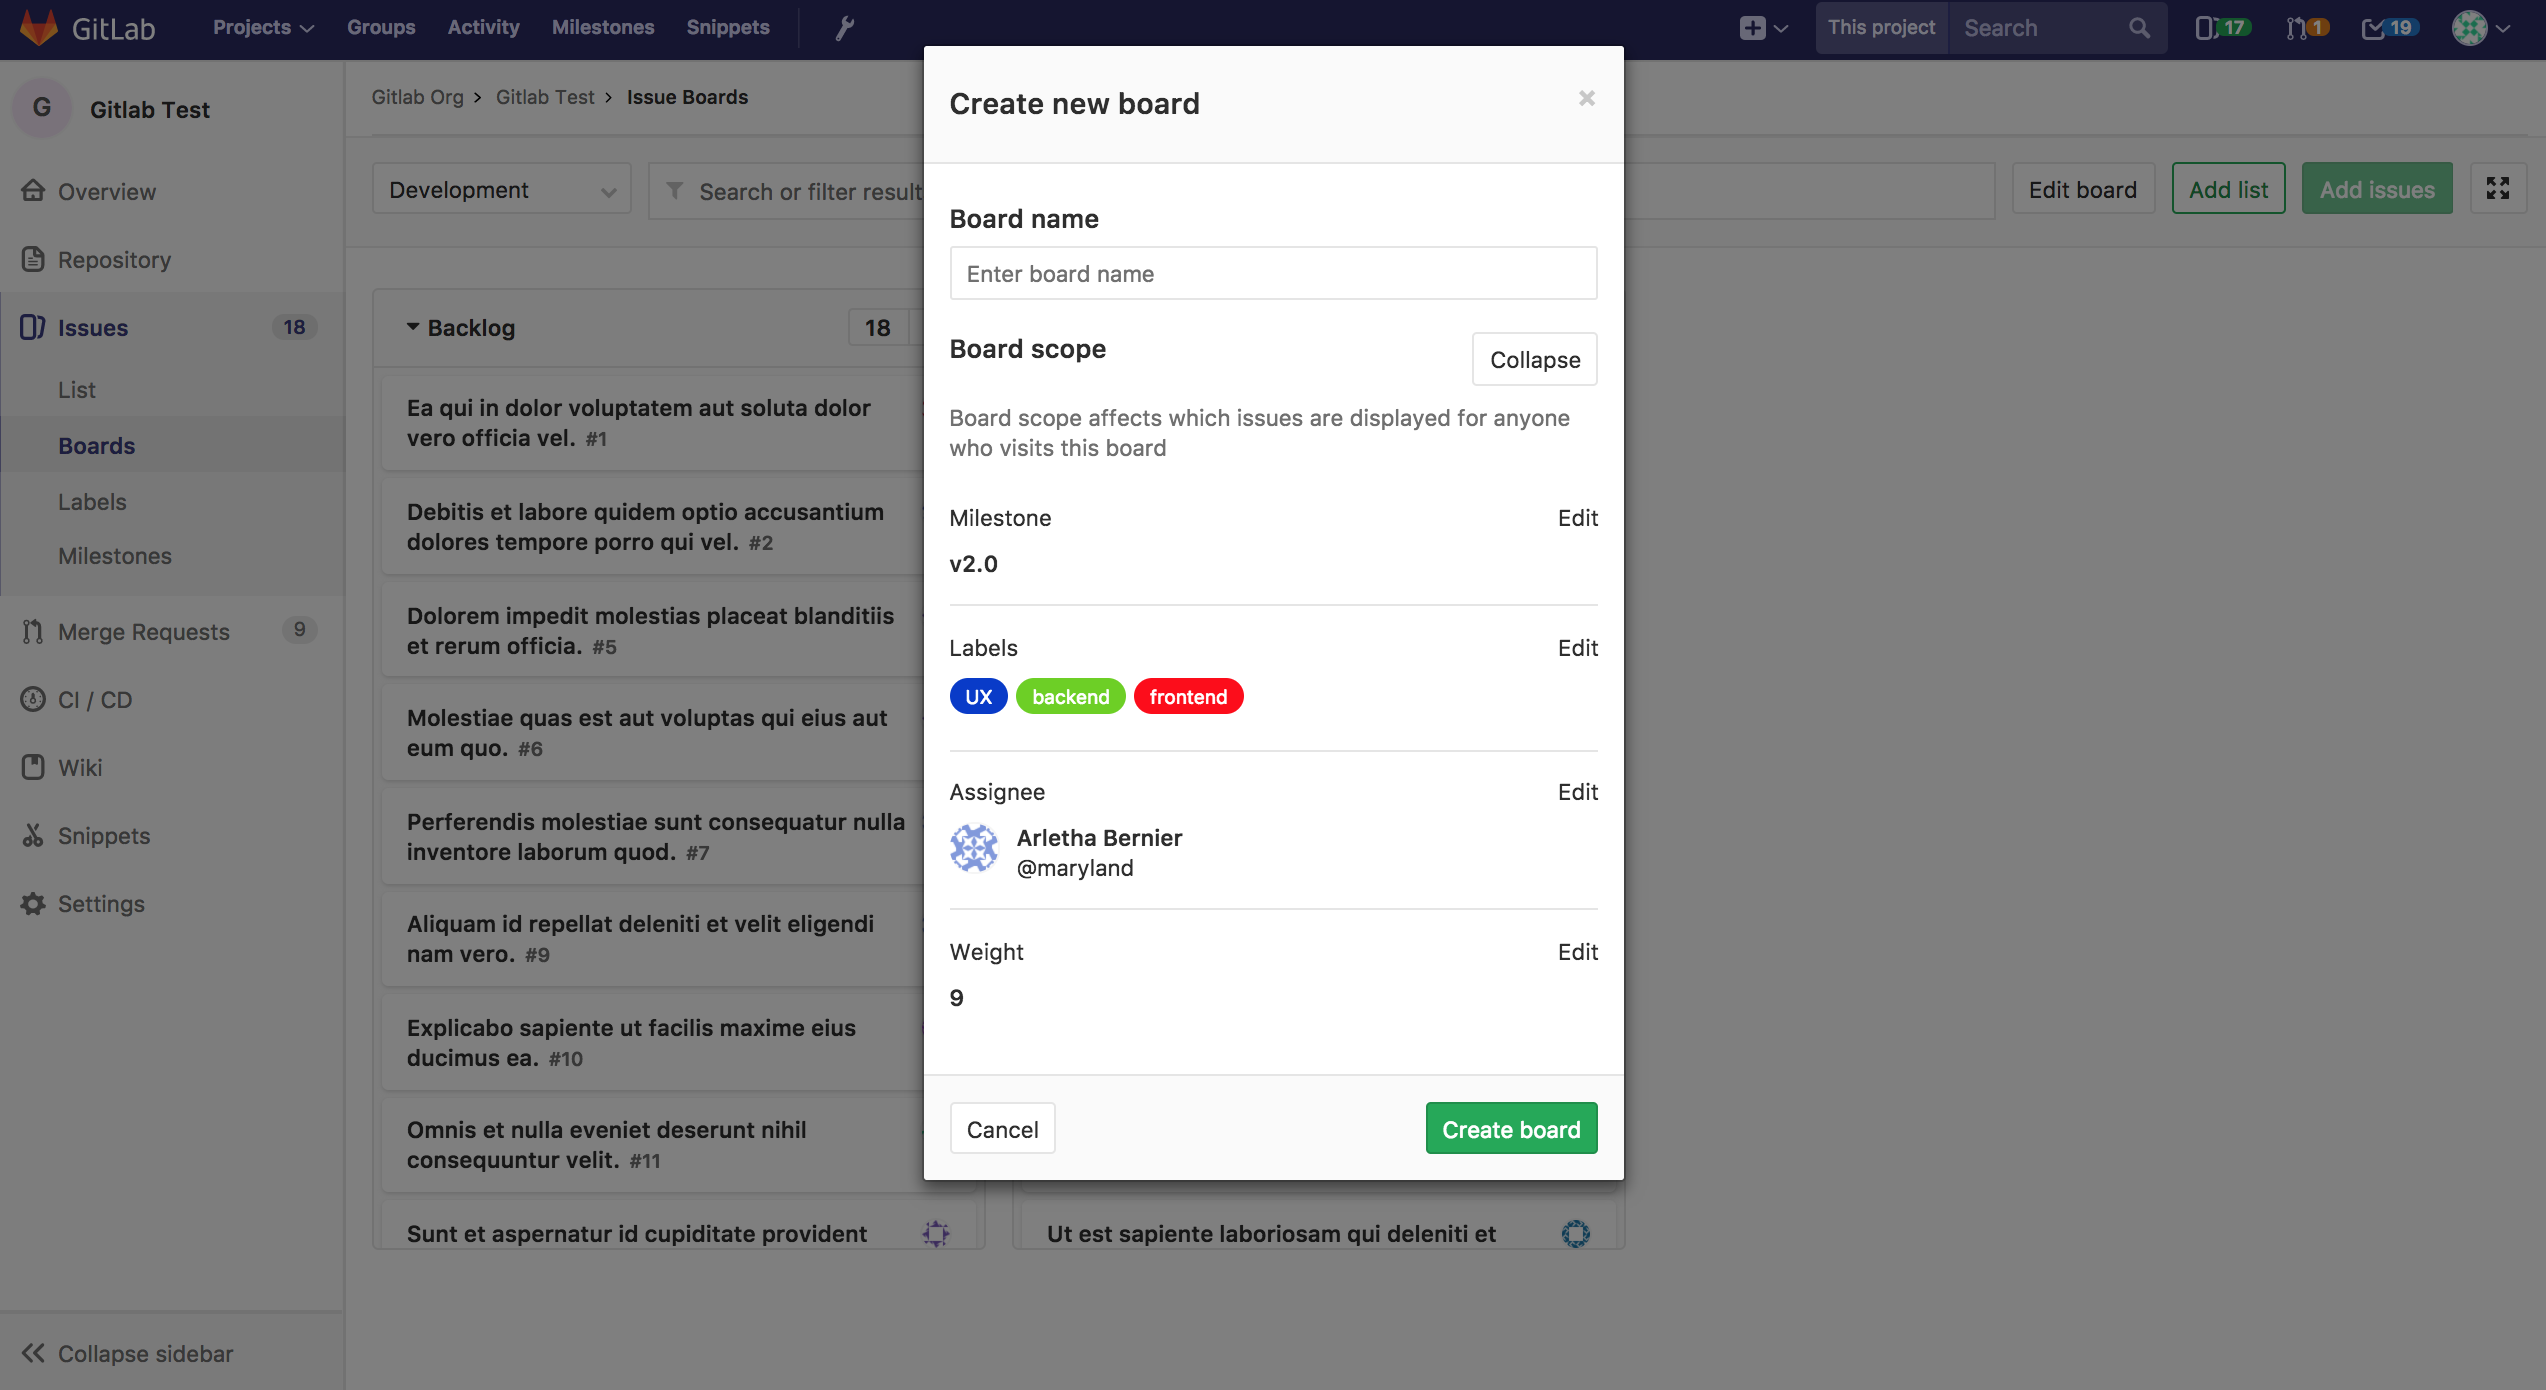 GitLab
Projects
Groups
Activity
Milestones
Snippets
This project
Search
17
1
19
G
Gitlab Test
Overview
Repository
Issues
18
List
Boards
Labels
Milestones
Merge Requests
9
CI / CD
Wiki
Snippets
Settings
Collapse sidebar
Gitlab Org > Gitlab Test > Issue Boards
Development
Search or filter result
Edit board
Add list
Add issues
Backlog
18
Ea qui in dolor voluptatem aut soluta dolor
vero officia vel. #1
Debitis et labore quidem optio accusantium
dolores tempore porro qui vel. #2
Dolorem impedit molestias placeat blanditiis
et rerum officia. #5
Molestiae quas est aut voluptas qui eius aut
eum quo. #6
Perferendis molestiae sunt consequatur nulla
inventore laborum quod. #7
Aliquam id repellat deleniti et velit eligendi
nam vero. #9
Explicabo sapiente ut facilis maxime eius
ducimus ea. #10
Omnis et nulla eveniet deserunt nihil
consequuntur velit. #11
Sunt et aspernatur id cupiditate provident
Ut est sapiente laboriosam qui deleniti et
Create new board
×
Board name
Enter board name
Board scope
Collapse
Board scope affects which issues are displayed for anyone
who visits this board
Milestone
Edit
v2.0
Labels
Edit
UX
backend
frontend
Assignee
Edit
Arletha Bernier
@maryland
Weight
Edit
9
Cancel
Create board